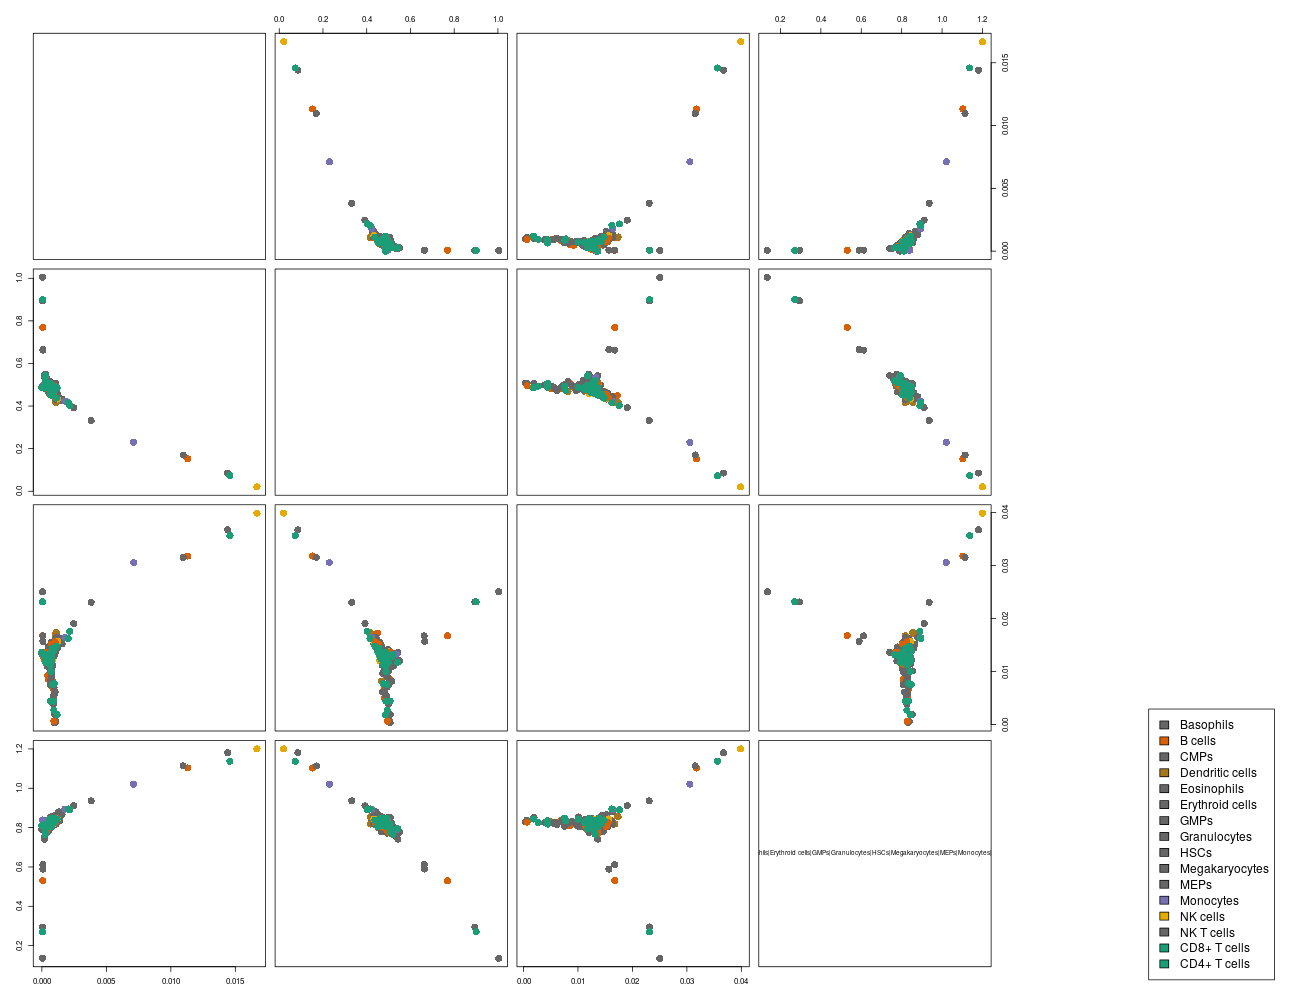 0.0 0.2 0.4 0.6 0.8 1.0
0.2 0.4 0.6 0.8 1.0 1.2
0.000 0.005 0.010 0.015
0.0 0.2 0.4 0.6 0.8 1.0
0.00 0.01 0.02 0.03 0.04
0.2 0.4 0.6 0.8 1.0 1.2
hils|Erythroid cells|GMPs|Granulocytes|HSCs|Megakaryocytes|MEPs|Monocytes|
0.000 0.005 0.010 0.015
0.00 0.01 0.02 0.03 0.04
Basophils
B cells
CMPs
Dendritic cells
Eosinophils
Erythroid cells
GMPs
Granulocytes
HSCs
Megakaryocytes
MEPs
Monocytes
NK cells
NK T cells
CD8+ T cells
CD4+ T cells